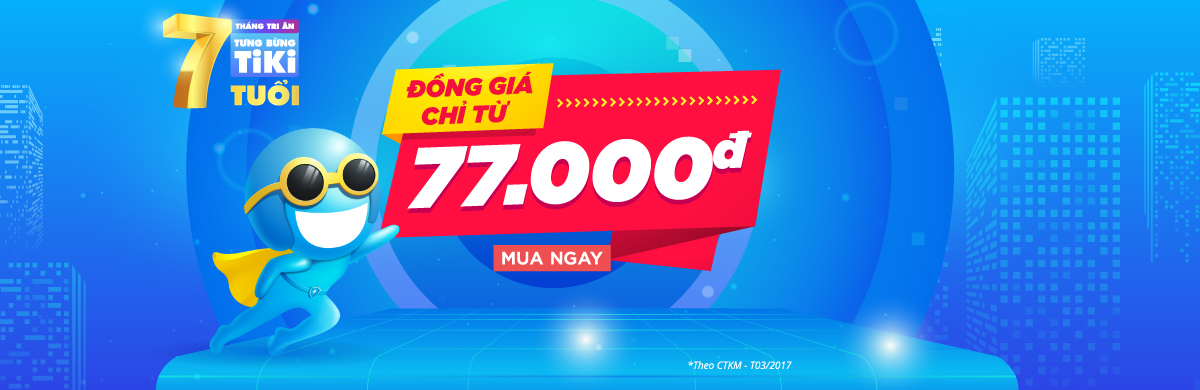 7
THÁNG TRI ÂN
TƯNG BỪNG
TiKi
TUỔI
ĐỒNG GIÁ
CHỈ TỪ
77.000đ
MUA NGAY
*Theo CTKM - T03/2017